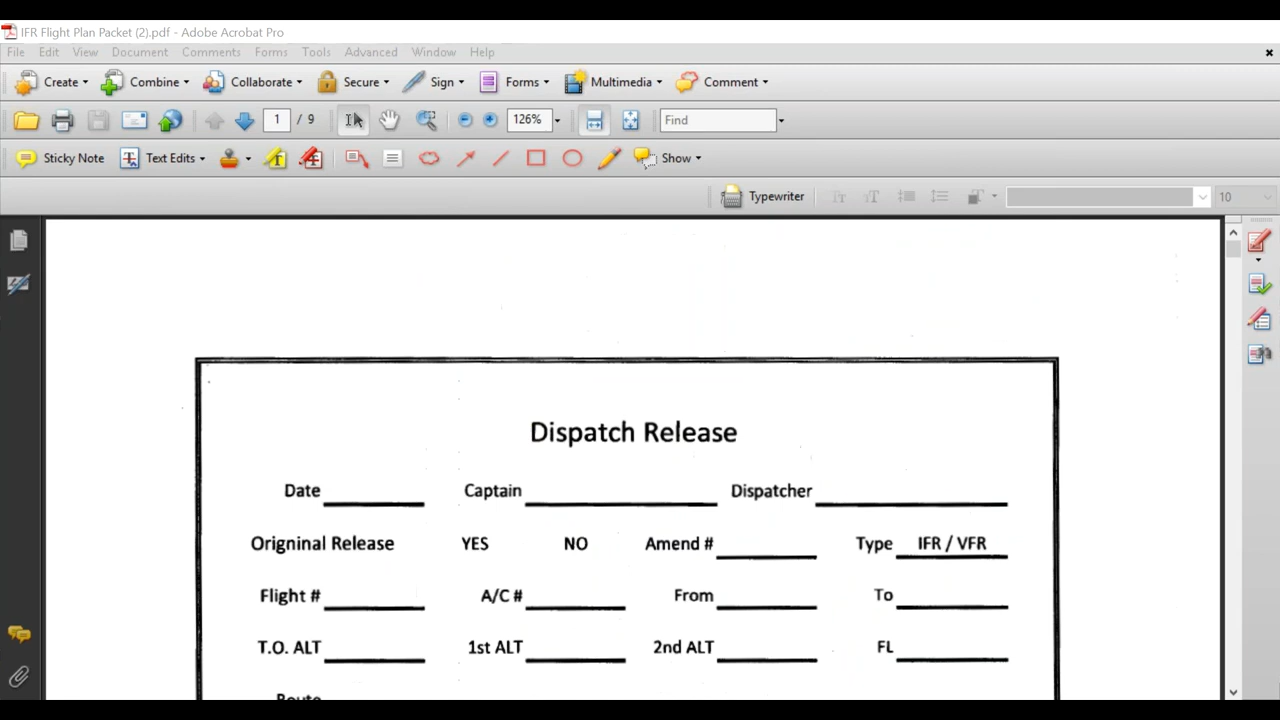 IFR Flight Plan Packet (2).pdf - Adobe Acrobat Pro
File Edit View Document Comments Forms Tools Advanced Window Help
Create Combine Collaborate Secure Sign Forms Multimedia Comment
1 / 9 126% Find
Sticky Note Text Edits Show
Typewriter 10
Dispatch Release
Date Captain Dispatcher
Origninal Release YES NO Amend # Type IFR / VFR
Flight # A/C # From To
T.O. ALT 1st ALT 2nd ALT FL
Route